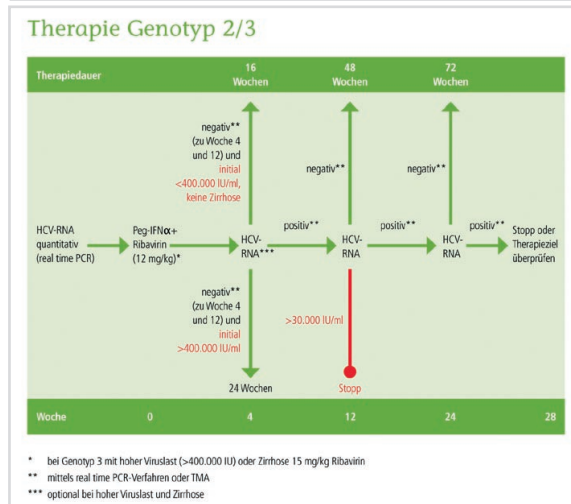 Therapie Genotyp 2/3
Therapiedauer
16
Wochen
48
Wochen
72
Wochen
negativ**
(zu Woche 4
und 12) und
initial
<400.000 IU/ml,
keine Zirrhose
negativ**
negativ**
HCV-RNA
quantitativ
(real time PCR)
Peg-IFNα+
Ribavirin
(12 mg/kg)*
HCV-
RNA***
positiv**
HCV-
RNA
positiv**
HCV-
RNA
positiv**
Stopp oder
Therapieziel
überprüfen
negativ**
(zu Woche 4
und 12) und
initial
>400.000 IU/ml
>30.000 IU/ml
24 Wochen
Stopp
Woche 0 4 12 24 28
* bei Genotyp 3 mit hoher Viruslast (>400.000 IU) oder Zirrhose 15 mg/kg Ribavirin
** mittels real time PCR-Verfahren oder TMA
*** optional bei hoher Viruslast und Zirrhose